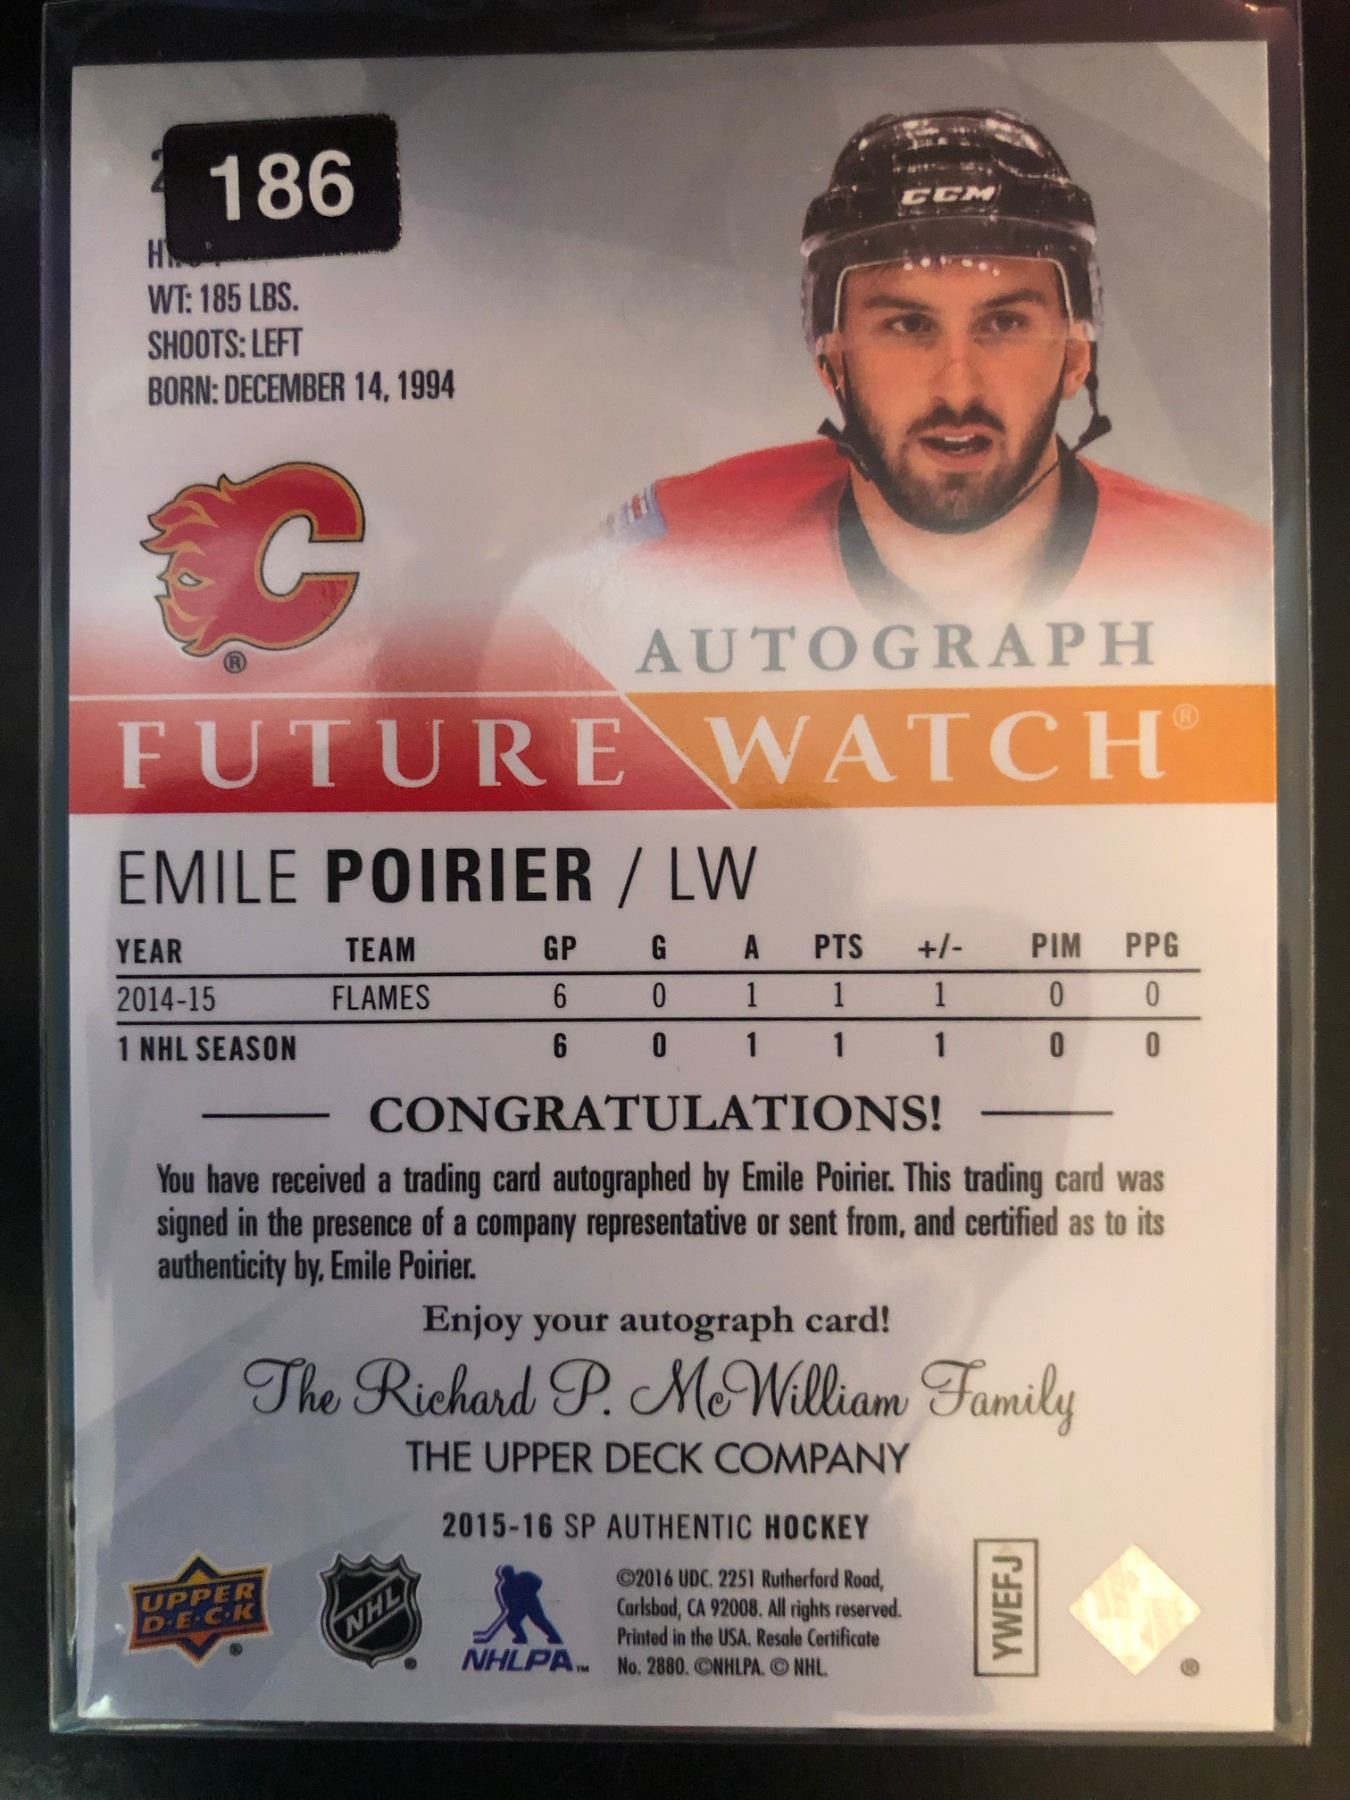 186
WT: 185 LBS.
SHOOTS: LEFT
BORN: DECEMBER 14, 1994
CCM
C
®
AUTOGRAPH
FUTURE WATCH®
EMILE POIRIER / LW
YEAR TEAM GP G A PTS +/- PIM PPG
2014-15 FLAMES 6 0 1 1 1 0 0
1 NHL SEASON 6 0 1 1 1 0 0
CONGRATULATIONS!
You have received a trading card autographed by Emile Poirier. This trading card was
signed in the presence of a company representative or sent from, and certified as to its
authenticity by, Emile Poirier.
Enjoy your autograph card!
The Richard P. McWilliam Family
THE UPPER DECK COMPANY
2015-16 SP AUTHENTIC HOCKEY
UPPER
D·E·C·K
®
NHL
®
NHLPA™
©2016 UDC. 2251 Rutherford Road,
Carlsbad, CA 92008. All rights reserved.
Printed in the USA. Resale Certificate
No. 2880. ©NHLPA. © NHL.
YWEFJ
®